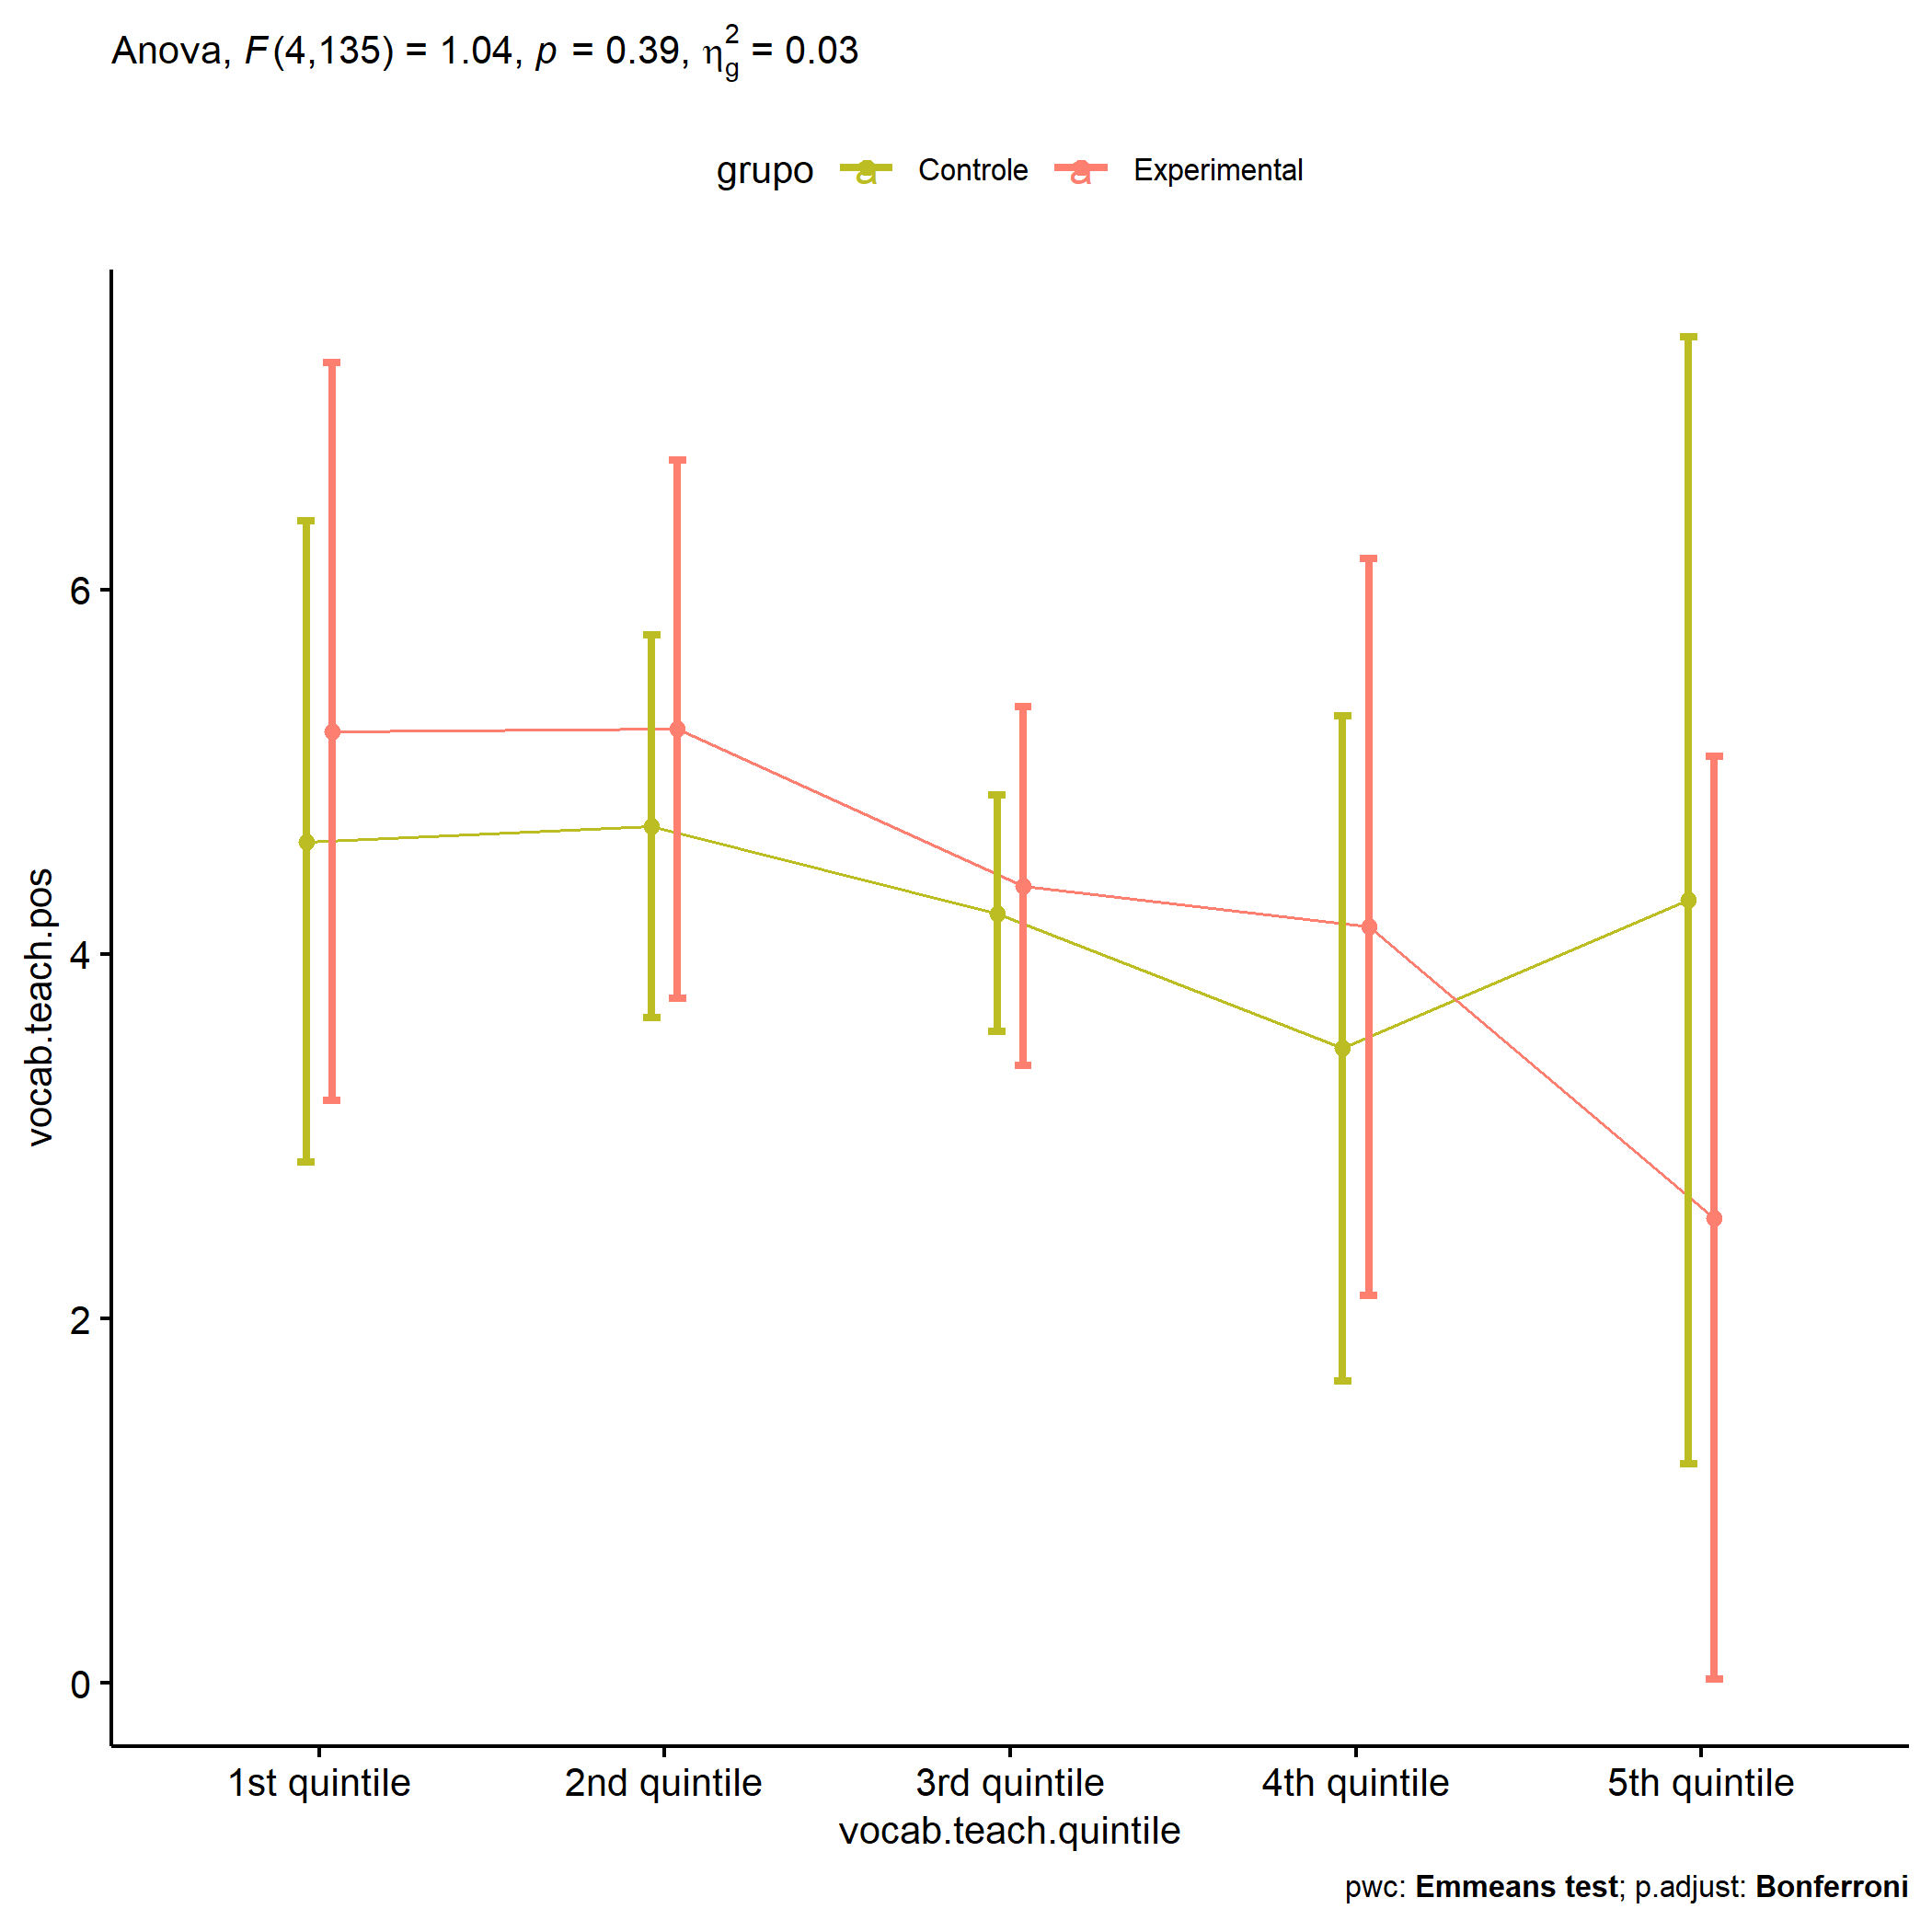 Anova, F(4,135) = 1.04, p = 0.39, η²g = 0.03
grupo a Controle a Experimental
vocab.teach.pos
6
4
2
0
1st quintile 2nd quintile 3rd quintile 4th quintile 5th quintile
vocab.teach.quintile
pwc: Emmeans test; p.adjust: Bonferroni